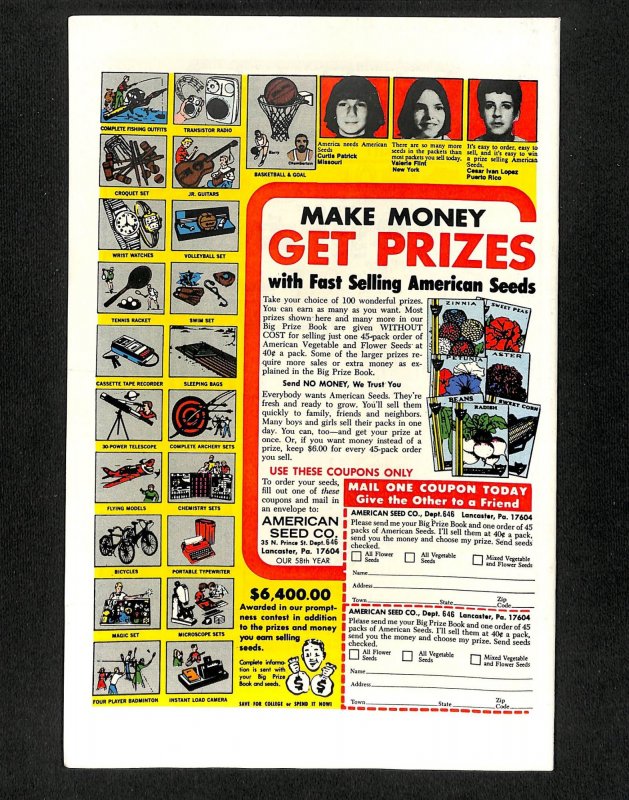 COMPLETE FISHING OUTFITS
TRANSISTOR RADIO
CROQUET SET
JR. GUITARS
Barry
Chamberlain
BASKETBALL & GOAL
America needs American
Seeds
Curtis Patrick
Missouri
There are so many more
seeds in the packets than
most packets you sell today,
Valerie Flint
New York
It's easy to order, easy to
sell, and it's easy to win
a prize selling American
Seeds.
Cesar Ivan Lopez
Puerto Rico
WRIST WATCHES
VOLLEYBALL SET
TENNIS RACKET
SWIM SET
CASSETTE TAPE RECORDER
SLEEPING BAGS
30-POWER TELESCOPE
COMPLETE ARCHERY SETS
FLYING MODELS
CHEMISTRY SETS
BICYCLES
PORTABLE TYPEWRITER
MAGIC SET
MICROSCOPE SETS
FOUR PLAYER BADMINTON
INSTANT LOAD CAMERA
MAKE MONEY
GET PRIZES
with Fast Selling American Seeds
Take your choice of 100 wonderful prizes.
You can earn as many as you want. Most
prizes shown here and many more in our
Big Prize Book are given WITHOUT
COST for selling just one 45-pack order of
American Vegetable and Flower Seeds at
40¢ a pack. Some of the larger prizes re-
quire more sales or extra money as ex-
plained in the Big Prize Book.
Send NO MONEY, We Trust You
Everybody wants American Seeds. They're
fresh and ready to grow. You'll sell them
quickly to family, friends and neighbors.
Many boys and girls sell their packs in one
day. You can, too—and get your prize at
once. Or, if you want money instead of a
prize, keep $6.00 for every 45-pack order
you sell.
ZINNIA
SWEET PEAS
PETUNIA
ASTER
BEANS
RADISH
SWEET CORN
USE THESE COUPONS ONLY
To order your seeds,
fill out one of these
coupons and mail in
an envelope to:
AMERICAN
SEED CO.
35 N. Prince St. Dept. 646
Lancaster, Pa. 17604
OUR 58th YEAR
MAIL ONE COUPON TODAY
Give the Other to a Friend
AMERICAN SEED CO., Dept. 646 Lancaster, Pa. 17604
Please send me your Big Prize Book and one order of 45
packs of American Seeds. I'll sell them at 40¢ a pack,
send you the money and choose my prize. Send seeds
checked.
All Flower
Seeds
All Vegetable
Seeds
Mixed Vegetable
and Flower Seeds
Name
Address
Town State Zip
Code
AMERICAN SEED CO., Dept. 646 Lancaster, Pa. 17604
Please send me your Big Prize Book and one order of 45
packs of American Seeds. I'll sell them at 40¢ a pack,
send you the money and choose my prize. Send seeds
checked.
All Flower
Seeds
All Vegetable
Seeds
Mixed Vegetable
and Flower Seeds
Name
Address
Town State Zip
Code
$6,400.00
Awarded in our prompt-
ness contest in addition
to the prizes and money
you earn selling
seeds.
Complete informa-
tion is sent with
your Big Prize
Book and seeds.
$ $
SAVE FOR COLLEGE or SPEND IT NOW!